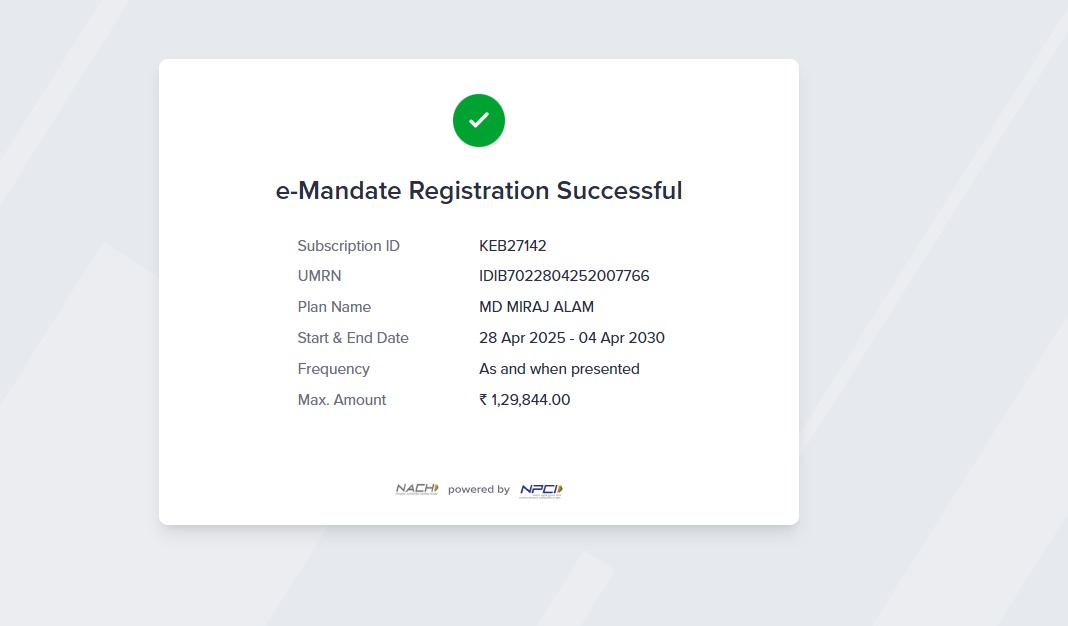 e-Mandate Registration Successful
Subscription ID KEB27142
UMRN IDIB7022804252007766
Plan Name MD MIRAJ ALAM
Start & End Date 28 Apr 2025 - 04 Apr 2030
Frequency As and when presented
Max. Amount ₹ 1,29,844.00
NACH powered by NPCI